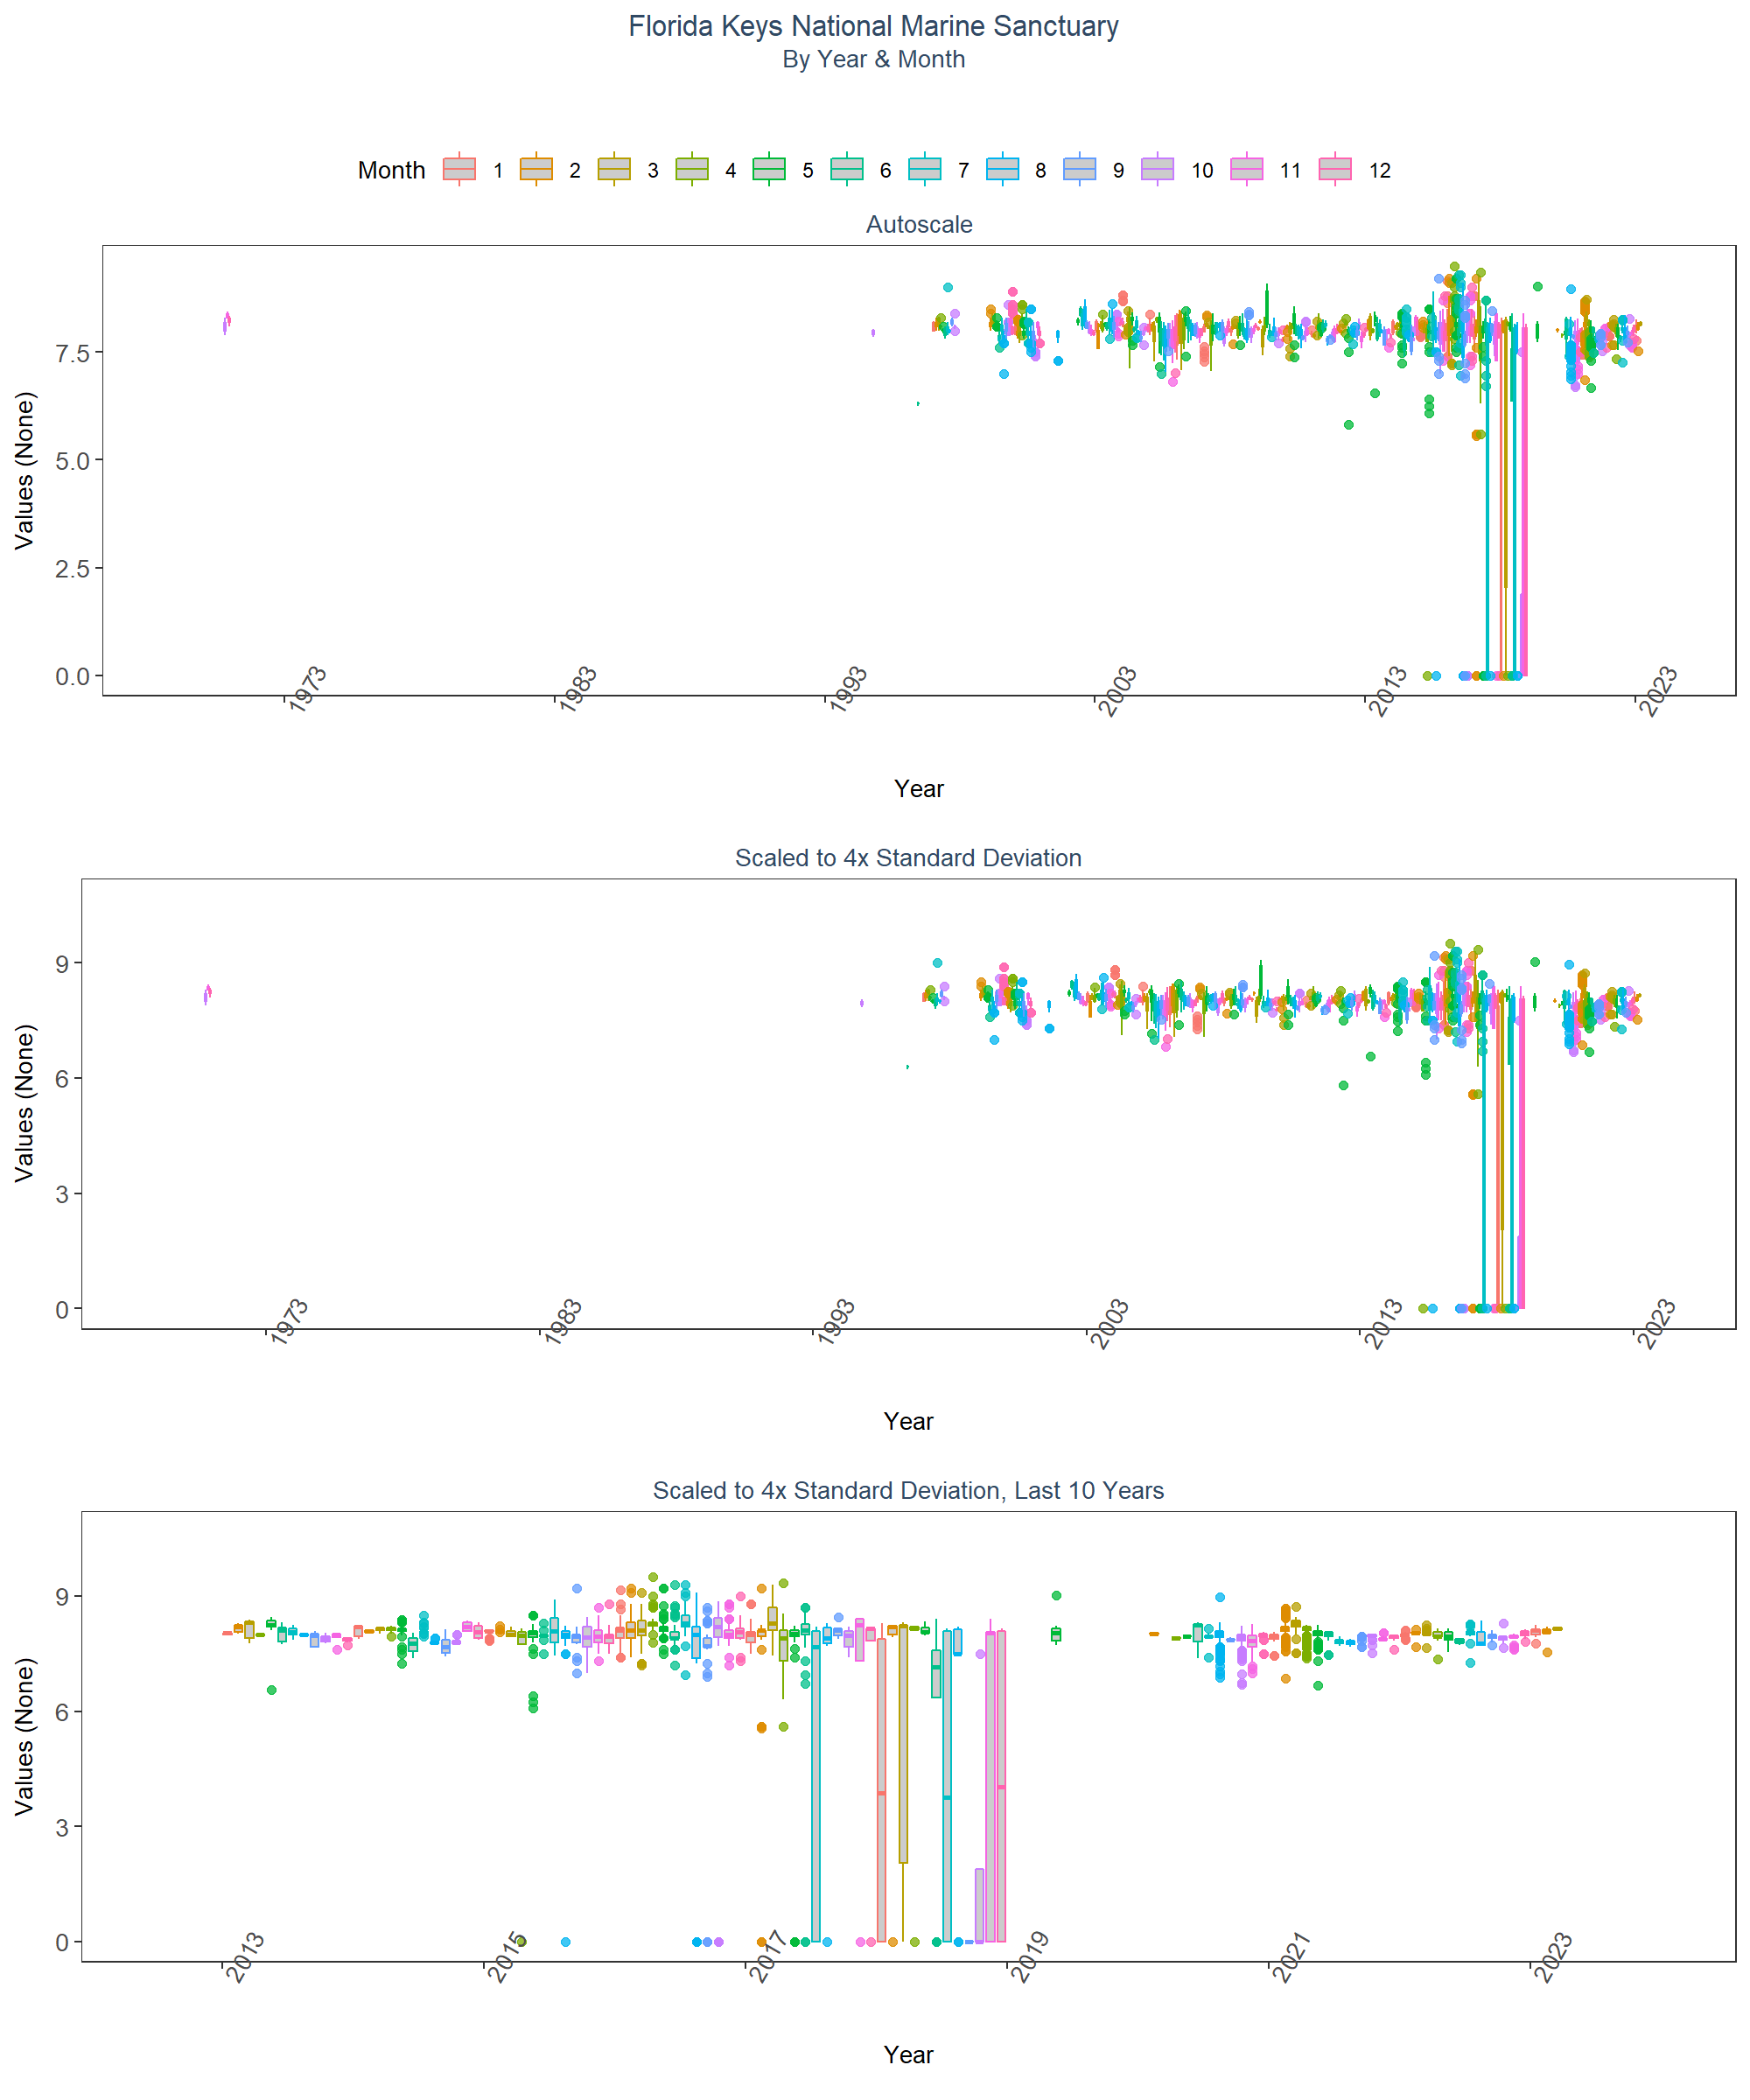 Florida Keys National Marine Sanctuary
By Year & Month
Month 1 2 3 4 5 6 7 8 9 10 11 12
Autoscale
Values (None)
7.5
5.0
2.5
0.0
1973 1983 1993 2003 2013 2023
Year
Scaled to 4x Standard Deviation
Values (None)
9
6
3
0
1973 1983 1993 2003 2013 2023
Year
Scaled to 4x Standard Deviation, Last 10 Years
Values (None)
9
6
3
0
2013 2015 2017 2019 2021 2023
Year